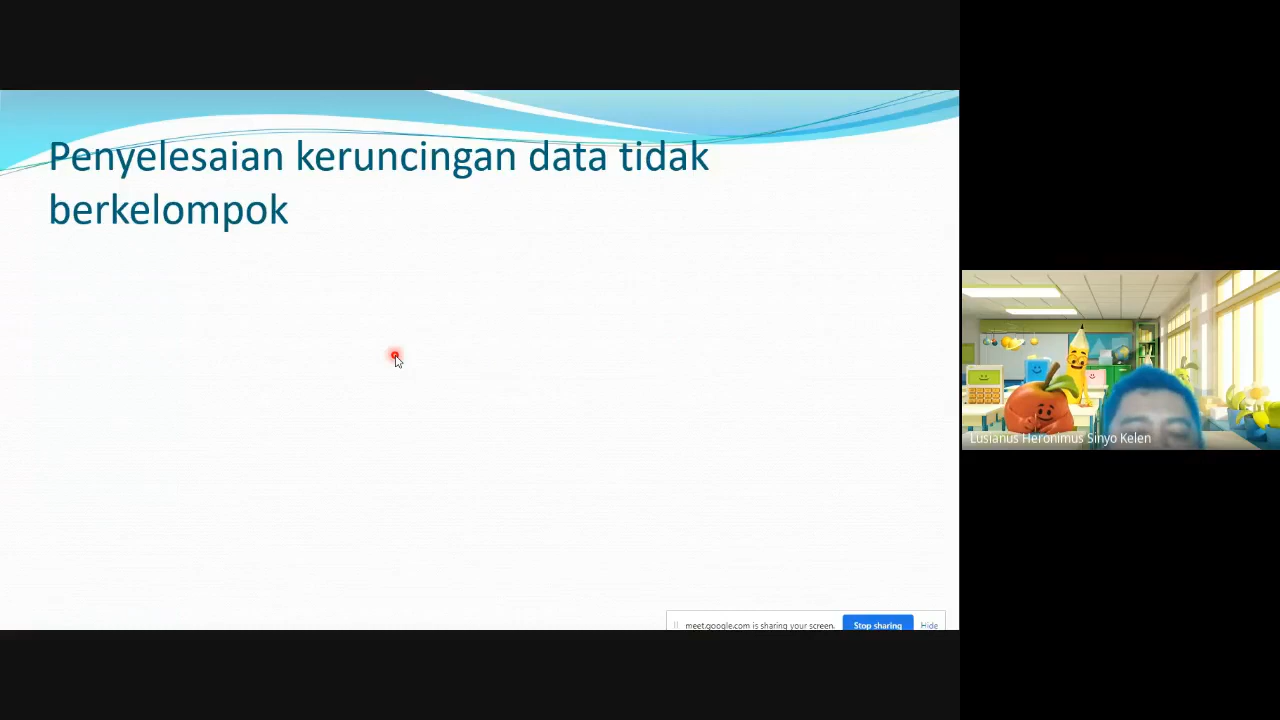 Penyelesaian keruncingan data tidak
berkelompok
Lusianus Heronimus Sinyo Kelen
meet.google.com is sharing your screen.
Stop sharing
Hide